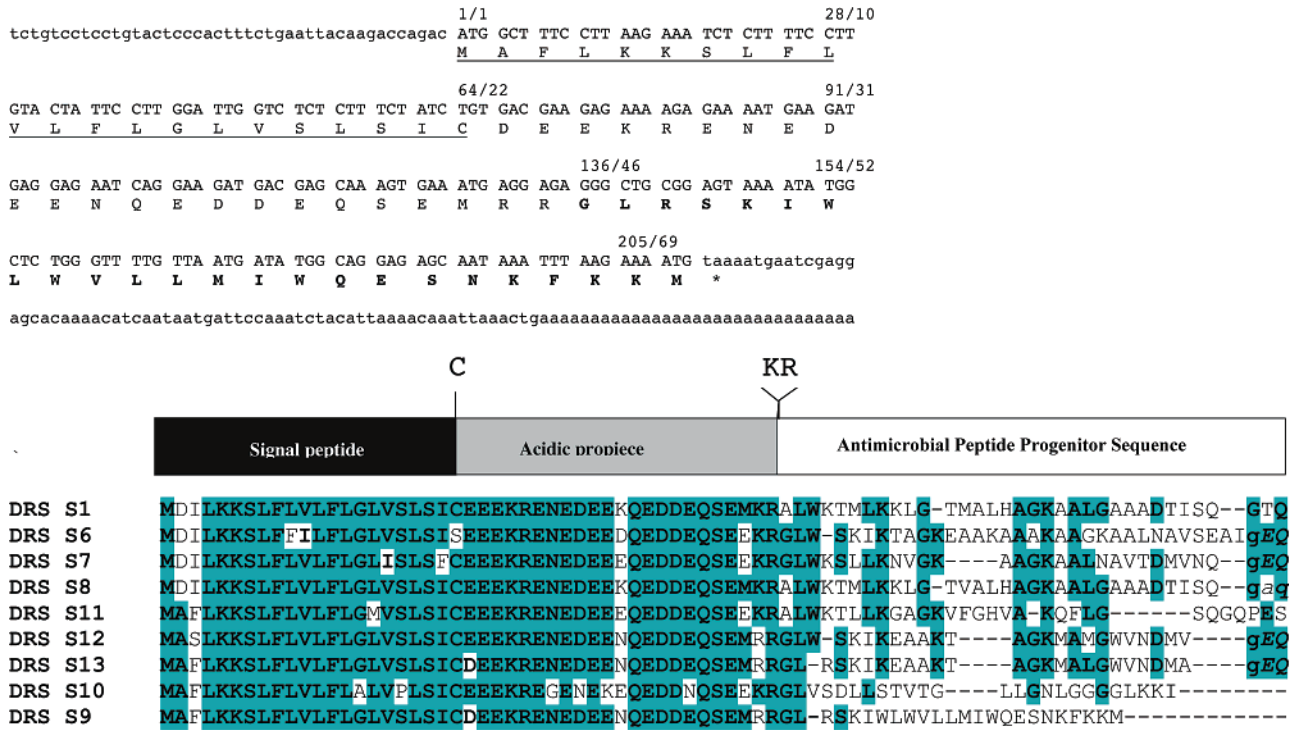 1/1 28/10
tctgtcctcctgtactcccactttctgaattacaagaccagac ATG GCT TTC CTT AAG AAA TCT CTT TTC CTT
M A F L K K S L F L
64/22 91/31
GTA CTA TTC CTT GGA TTG GTC TCT CTT TCT ATC TGT GAC GAA GAG AAA AGA GAA AAT GAA GAT
V L F L G L V S L S I C D E E K R E N E D
136/46 154/52
GAG GAG AAT CAG GAA GAT GAC GAG CAA AGT GAA ATG AGG AGA GGG CTG CGG AGT AAA ATA TGG
E E N Q E D D E Q S E M R R G L R S K I W
205/69
CTC TGG GTT TTG TTA ATG ATA TGG CAG GAG AGC AAT AAA TTT AAG AAA ATG taaaatgaatcgagg
L W V L L M I W Q E S N K F K K M *
agcacaaaacatcaataatgattccaaatctacattaaaacaaattaaactgaaaaaaaaaaaaaaaaaaaaaaaaaaaaaaa
C KR
Signal peptide Acidic propiece Antimicrobial Peptide Progenitor Sequence
DRS S1 MDILKKSLFLVLFLGLVSLSICEEEKRENEDEEKQEDDEQSEMKRALWKTMLKKLG-TMALHAGKAALGAAADTISQ--GTQ
DRS S6 MDILKKSLFFILFLGLVSLSISEEEKRENEDEEDQEDDEQSEEKRGLW-SKIKTAGKEAAKAAAKAAGKAALNAVSEAIgEQ
DRS S7 MDILKKSLFLVLFLGLISLSFCEEEKRENEDEEEQEDDEQSEEKRGLWKSLLKNVGK----AAGKAALNAVTDMVNQ--gEQ
DRS S8 MDILKKSLFLVLFLGLVSLSICEEEKRENEDEEKQEDDEQSEMKRALWKTMLKKLG-TVALHAGKAALGAAADTISQ--gaq
DRS S11 MAFLKKSLFLVLFLGMVSLSICEEEKRENEDEEEQEDDEQSEEKRALWKTLLKGAGKVFGHVA-KQFLG------SQGQPES
DRS S12 MASLKKSLFLVLFLGLVSLSICEEEKRENEDEENQEDDEQSEMRRGLW-SKIKEAAKT----AGKMAMGWVNDMV-----gEQ
DRS S13 MAFLKKSLFLVLFLGLVSLSICDEEKRENEDEENQEDDEQSEMRRGL-RSKIKEAAKT----AGKMALGWVNDMA----gEQ
DRS S10 MAFLKKSLFLVLFLALVPLSICEEEKREGENEKEQEDDNQSEEKRGLVSDLLSTVTG----LLGNLGGGGLKKI--------
DRS S9 MAFLKKSLFLVLFLGLVSLSICDEEKRENEDEENQEDDEQSEMRRGL-RSKIWLWVLLMIWQESNKFKKM------------